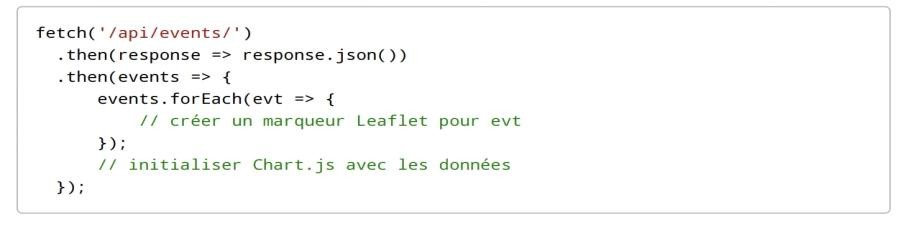 fetch('/api/events/')
  .then(response => response.json())
  .then(events => {
      events.forEach(evt => {
          // créer un marqueur Leaflet pour evt
      });
      // initialiser Chart.js avec les données
  });